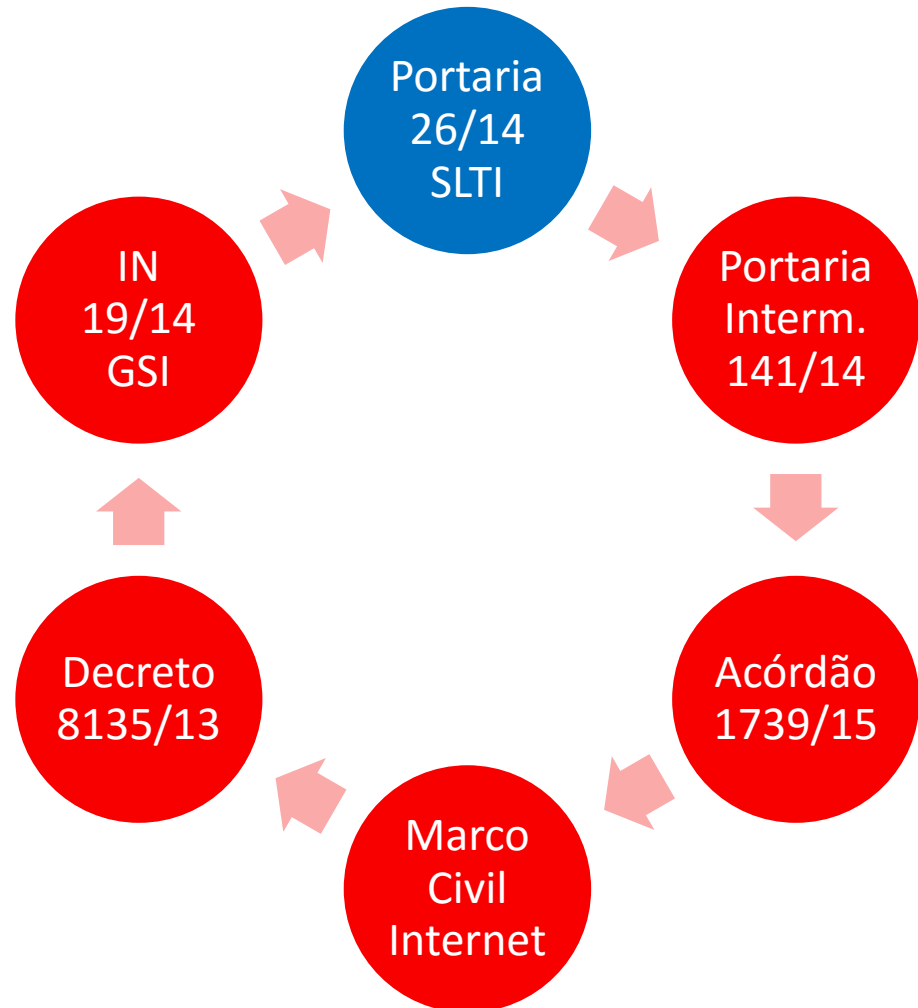 Portaria
26/14
SLTI
Portaria
Interm.
141/14
Acórdão
1739/15
Marco
Civil
Internet
Decreto
8135/13
IN
19/14
GSI